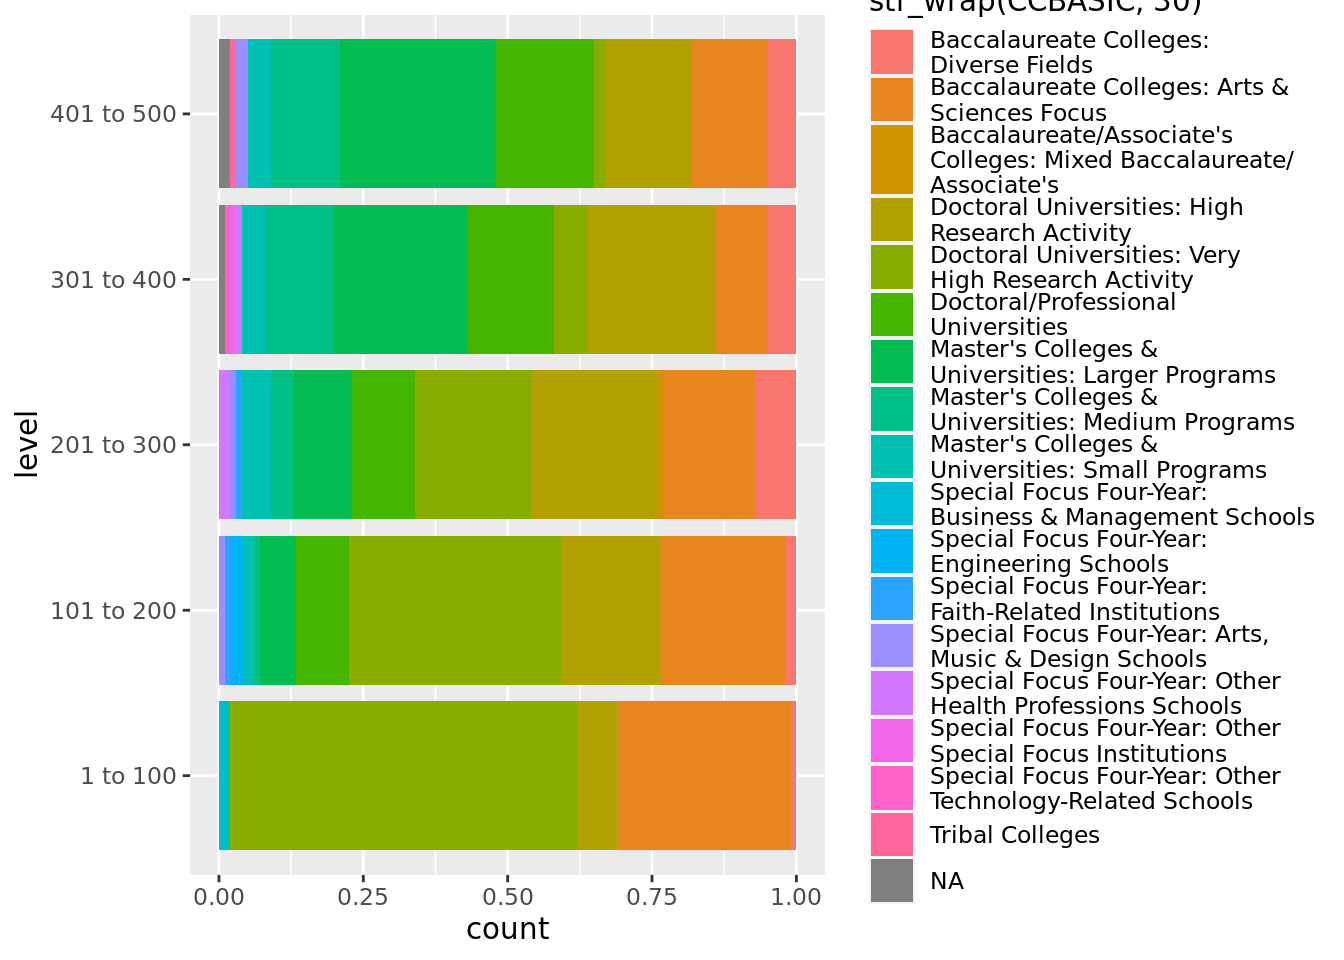 str_wrap(CCBASIC, 30)
Baccalaureate Colleges:
Diverse Fields
Baccalaureate Colleges: Arts &
Sciences Focus
Baccalaureate/Associate's
Colleges: Mixed Baccalaureate/
Associate's
Doctoral Universities: High
Research Activity
Doctoral Universities: Very
High Research Activity
Doctoral/Professional
Universities
Master's Colleges &
Universities: Larger Programs
Master's Colleges &
Universities: Medium Programs
Master's Colleges &
Universities: Small Programs
Special Focus Four-Year:
Business & Management Schools
Special Focus Four-Year:
Engineering Schools
Special Focus Four-Year:
Faith-Related Institutions
Special Focus Four-Year: Arts,
Music & Design Schools
Special Focus Four-Year: Other
Health Professions Schools
Special Focus Four-Year: Other
Special Focus Institutions
Special Focus Four-Year: Other
Technology-Related Schools
Tribal Colleges
NA
level
401 to 500
301 to 400
201 to 300
101 to 200
1 to 100
0.00 0.25 0.50 0.75 1.00
count